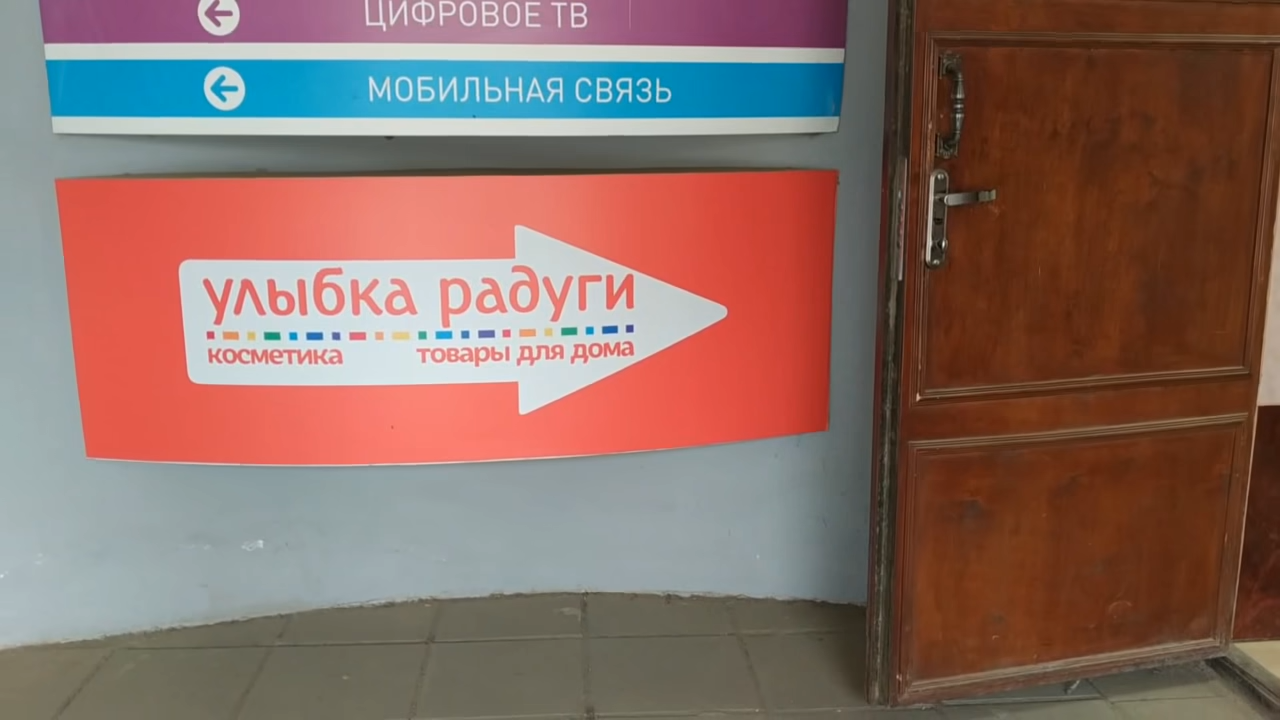 ЦИФРОВОЕ ТВ
МОБИЛЬНАЯ СВЯЗЬ
улыбка радуги
косметика товары для дома